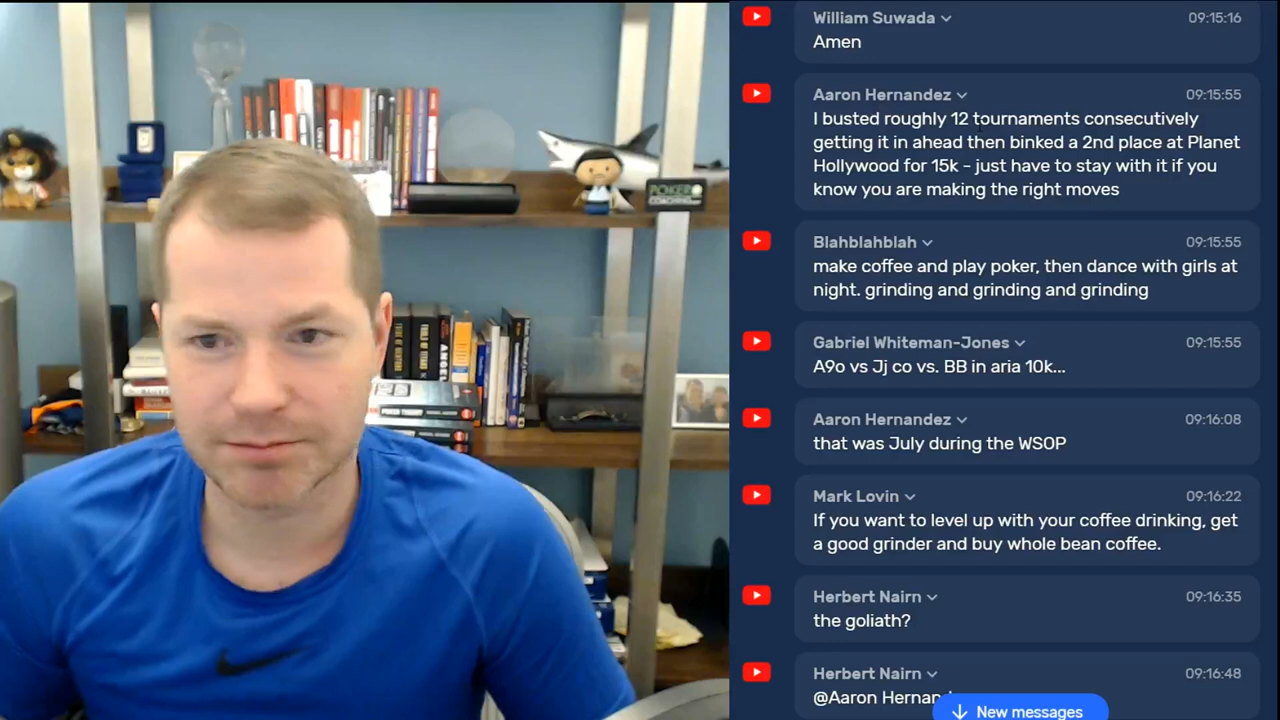 William Suwada
09:15:16
Amen
Aaron Hernandez
09:15:55
I busted roughly 12 tournaments consecutively
getting it in ahead then binked a 2nd place at Planet
Hollywood for 15k - just have to stay with it if you
know you are making the right moves
Blahblahblah
09:15:55
make coffee and play poker, then dance with girls at
night. grinding and grinding and grinding
Gabriel Whiteman-Jones
09:15:55
A9o vs Jj co vs. BB in aria 10k...
Aaron Hernandez
09:16:08
that was July during the WSOP
Mark Lovin
09:16:22
If you want to level up with your coffee drinking, get
a good grinder and buy whole bean coffee.
Herbert Nairn
09:16:35
the goliath?
Herbert Nairn
09:16:48
@Aaron Hernan
New messages
POKER
COACHING